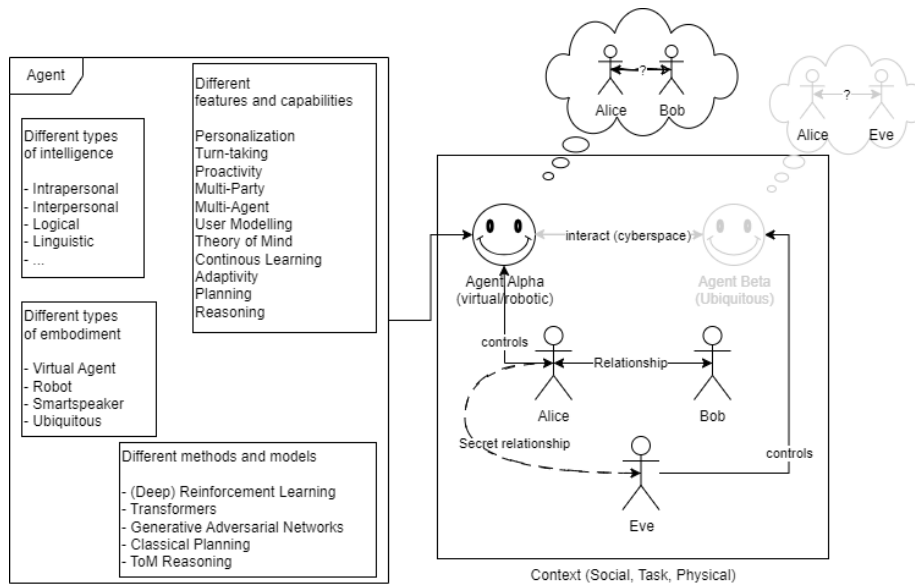 Agent
Different types
of intelligence
- Intrapersonal
- Interpersonal
- Logical
- Linguistic
- ...
Different types
of embodiment
- Virtual Agent
- Robot
- Smartspeaker
- Ubiquitous
Different
features and capabilities
Personalization
Turn-taking
Proactivity
Multi-Party
Multi-Agent
User Modelling
Theory of Mind
Continous Learning
Adaptivity
Planning
Reasoning
Different methods and models
- (Deep) Reinforcement Learning
- Transformers
- Generative Adversarial Networks
- Classical Planning
- ToM Reasoning
?
Alice
Bob
?
Alice
Eve
interact (cyberspace)
Agent Alpha
(virtual/robotic)
Agent Beta
(Ubiquitous)
controls
Relationship
Alice
Bob
Secret relationship
controls
Eve
Context (Social, Task, Physical)